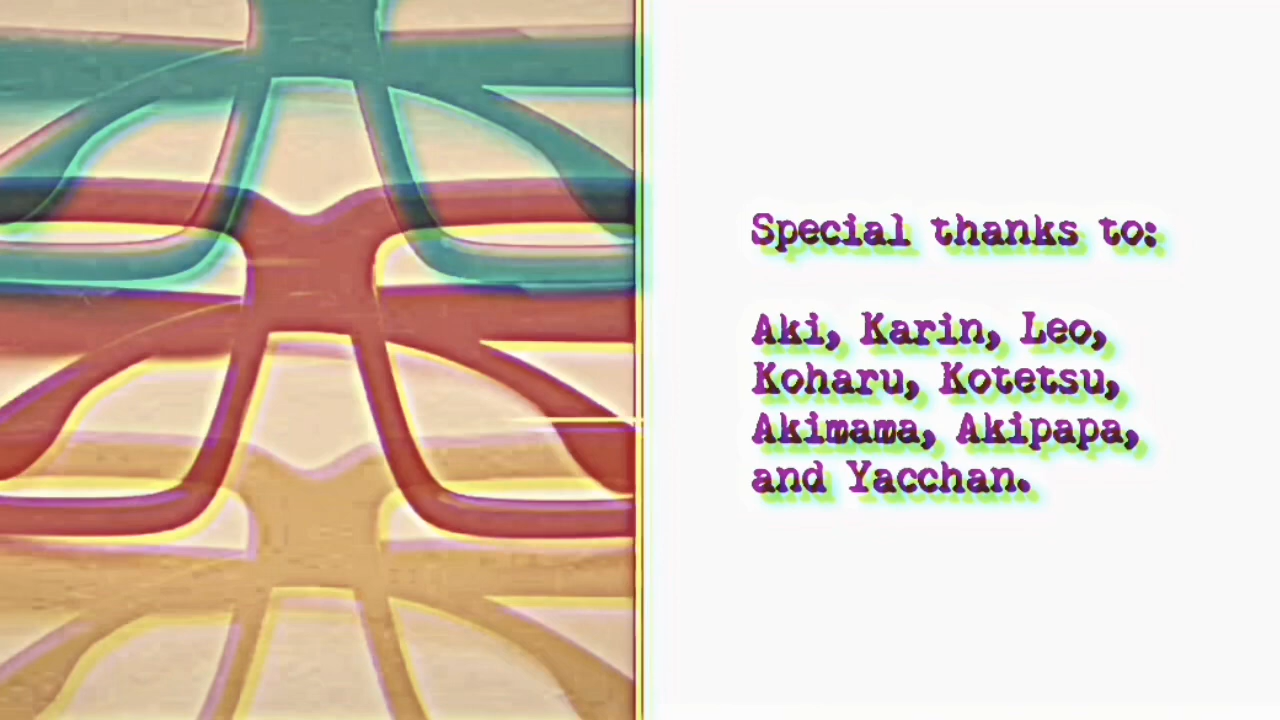 Special thanks to:
Aki, Karin, Leo,
Koharu, Kotetsu,
Akimama, Akipapa,
and Yacchan.